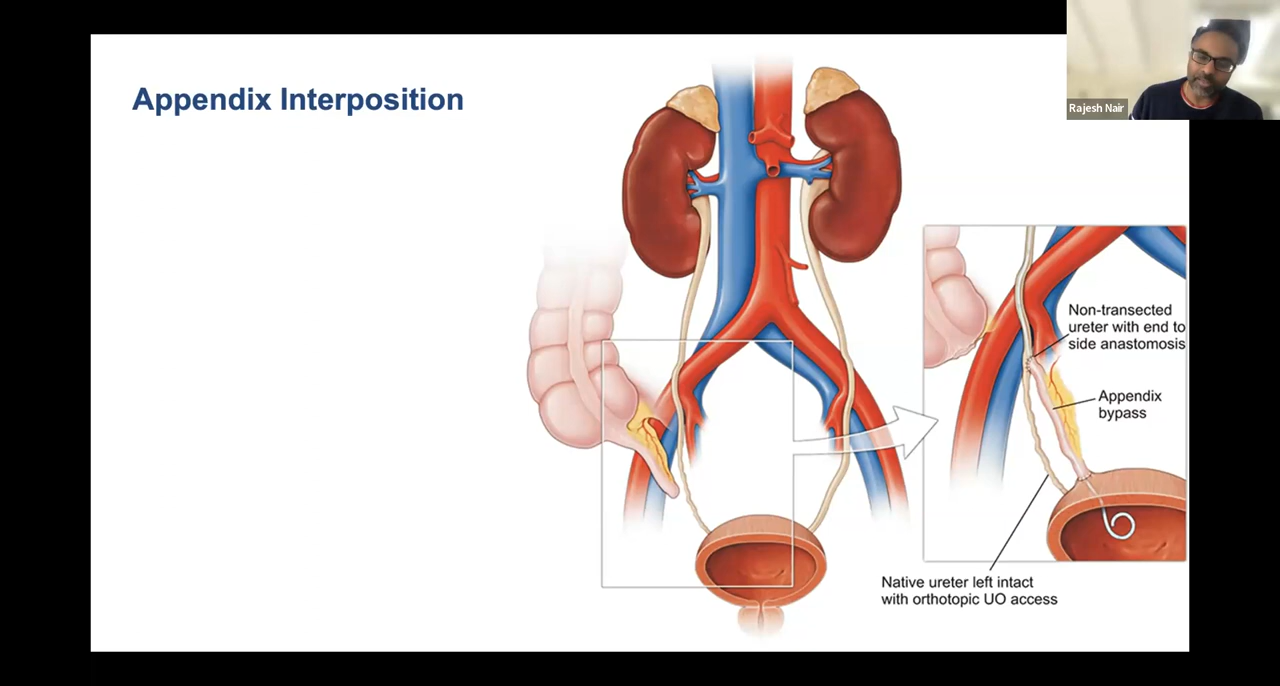 Appendix Interposition
Rajesh Nair
Non-transected
ureter with end to
side anastomosis
Appendix
bypass
Native ureter left intact
with orthotopic UO access